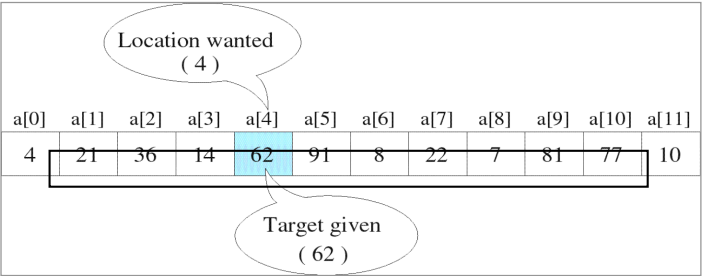 Location wanted
( 4 )
a[0] a[1] a[2] a[3] a[4] a[5] a[6] a[7] a[8] a[9] a[10] a[11]
4 21 36 14 62 91 8 22 7 81 77 10
Target given
( 62 )